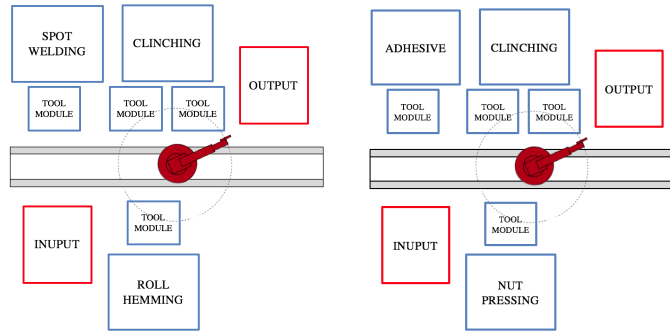 SPOT
WELDING
CLINCHING
OUTPUT
TOOL
MODULE
TOOL
MODULE
TOOL
MODULE
INUPUT
TOOL
MODULE
ROLL
HEMMING
ADHESIVE
CLINCHING
OUTPUT
TOOL
MODULE
TOOL
MODULE
TOOL
MODULE
INUPUT
TOOL
MODULE
NUT
PRESSING